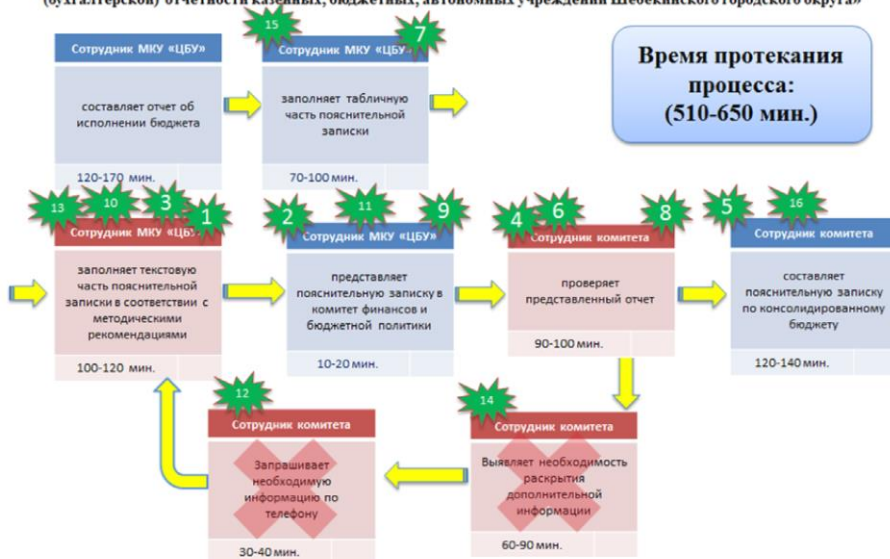 (бухгалтерской) отчетности казенных, бюджетных, автономных учреждений Шебекинского городского округа»
15
7
Сотрудник МКУ «ЦБУ»
составляет отчет об
исполнении бюджета
120-170 мин.
Сотрудник МКУ «ЦБУ»
заполняет табличную
часть пояснительной
записки
70-100 мин.
Время протекания
процесса:
(510-650 мин.)
13
10
3
1
Сотрудник МКУ «ЦБУ»
заполняет текстовую
часть пояснительной
записки в соответствии с
методическими
рекомендациями
100-120 мин.
2
11
9
Сотрудник МКУ «ЦБУ»
представляет
пояснительную записку в
комитет финансов и
бюджетной политики
10-20 мин.
4
6
8
Сотрудник комитета
проверяет
представленный отчет
90-100 мин.
5
16
Сотрудник комитета
составляет
пояснительную записку
по консолидированному
бюджету
120-140 мин.
12
Сотрудник комитета
Запрашивает
необходимую
информацию по
телефону
30-40 мин.
14
Сотрудник комитета
Выявляет необходимость
раскрытия
дополнительной
информации
60-90 мин.